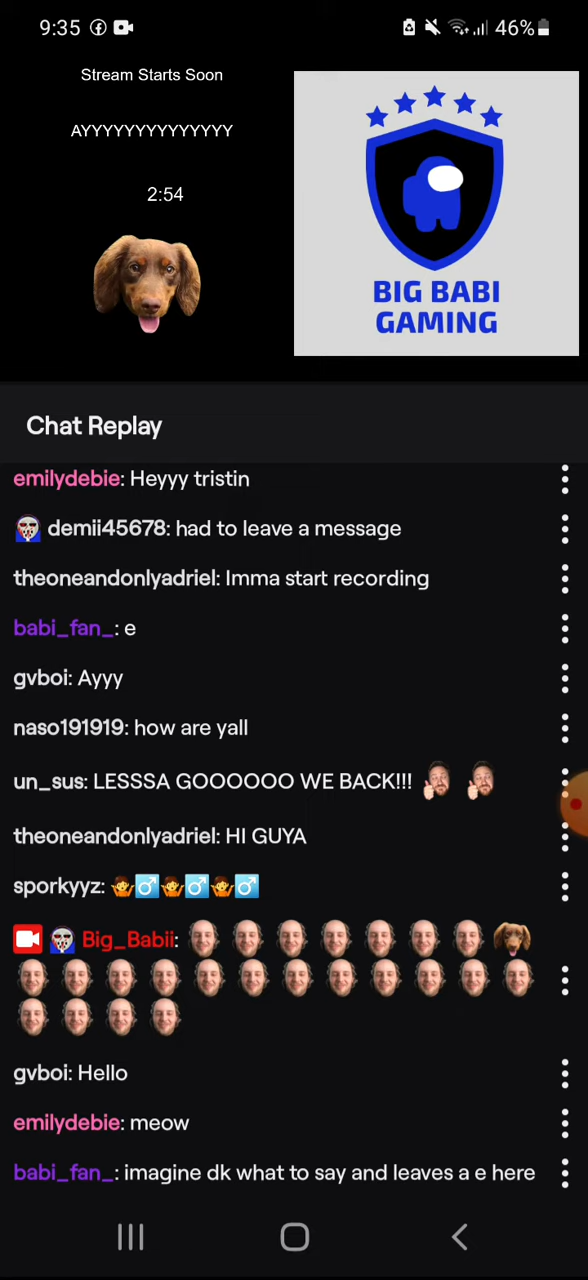 9:35
46%
Stream Starts Soon
AYYYYYYYYYYYYYY
2:54
BIG BABI
GAMING
Chat Replay
emilydebie: Heyyy tristin
demii45678: had to leave a message
theoneandonlyadriel: Imma start recording
babi_fan_: e
gvboi: Ayyy
naso191919: how are yall
un_sus: LESSSA GOOOOOO WE BACK!!!
theoneandonlyadriel: HI GUYA
sporkyyz: 🤷♂️🤷♂️🤷♂️
Big_Babii:
gvboi: Hello
emilydebie: meow
babi_fan_: imagine dk what to say and leaves a e here